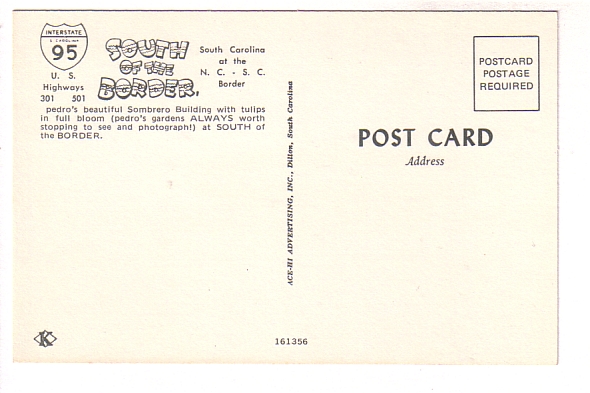 INTERSTATE
S. CAROLINA
95
U. S.
Highways
301 501
SOUTH
OF THE
BORDER.
South Carolina
at the
N. C. - S. C.
Border
pedro's beautiful Sombrero Building with tulips
in full bloom (pedro's gardens ALWAYS worth
stopping to see and photograph!) at SOUTH of
the BORDER.
ACE-HI ADVERTISING, INC., Dillon, South Carolina
POSTCARD
POSTAGE
REQUIRED
POST CARD
Address
K
161356